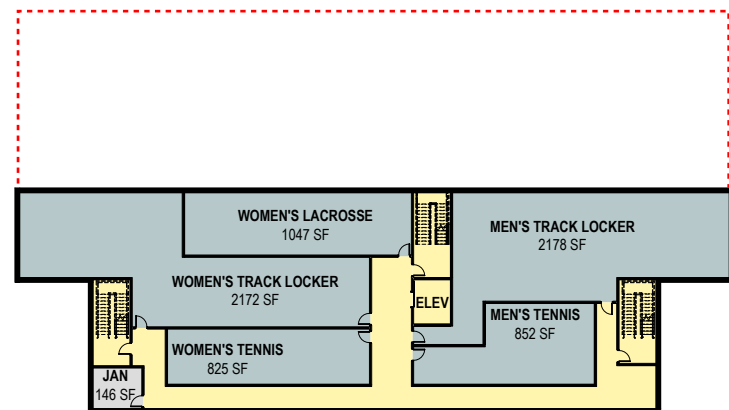 WOMEN'S LACROSSE
1047 SF
MEN'S TRACK LOCKER
2178 SF
WOMEN'S TRACK LOCKER
2172 SF
ELEV
MEN'S TENNIS
852 SF
WOMEN'S TENNIS
825 SF
JAN
146 SF